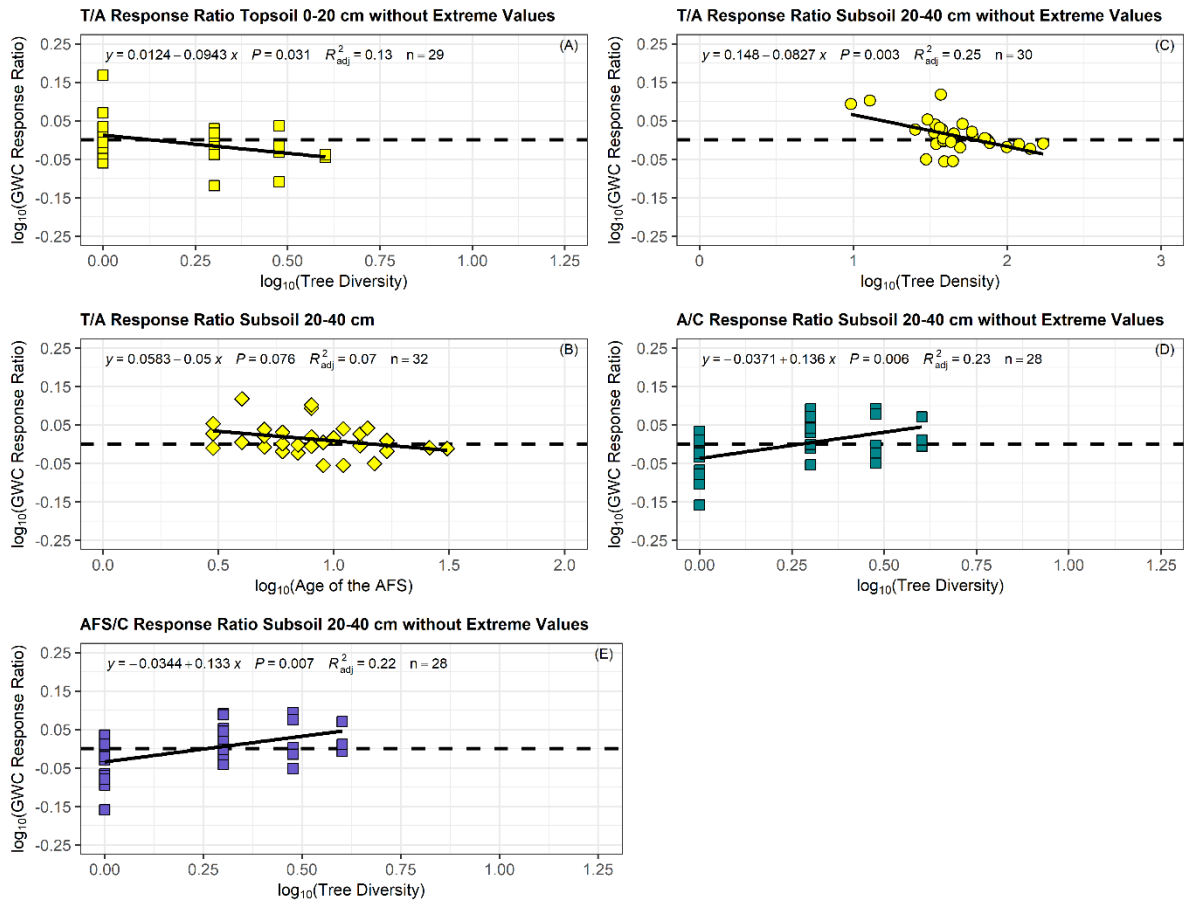 T/A Response Ratio Topsoil 0-20 cm without Extreme Values
(A)
y = 0.0124 − 0.0943 x P = 0.031 R²adj = 0.13 n = 29
log10(GWC Response Ratio)
0.25
0.15
0.05
-0.05
-0.15
-0.25
0.00 0.25 0.50 0.75 1.00 1.25
log10(Tree Diversity)
T/A Response Ratio Subsoil 20-40 cm without Extreme Values
(C)
y = 0.148 − 0.0827 x P = 0.003 R²adj = 0.25 n = 30
log10(GWC Response Ratio)
0.25
0.15
0.05
-0.05
-0.15
-0.25
0 1 2 3
log10(Tree Density)
T/A Response Ratio Subsoil 20-40 cm
(B)
y = 0.0583 − 0.05 x P = 0.076 R²adj = 0.07 n = 32
log10(GWC Response Ratio)
0.25
0.15
0.05
-0.05
-0.15
-0.25
0.0 0.5 1.0 1.5 2.0
log10(Age of the AFS)
A/C Response Ratio Subsoil 20-40 cm without Extreme Values
(D)
y = −0.0371 + 0.136 x P = 0.006 R²adj = 0.23 n = 28
log10(GWC Response Ratio)
0.25
0.15
0.05
-0.05
-0.15
-0.25
0.00 0.25 0.50 0.75 1.00 1.25
log10(Tree Diversity)
AFS/C Response Ratio Subsoil 20-40 cm without Extreme Values
(E)
y = −0.0344 + 0.133 x P = 0.007 R²adj = 0.22 n = 28
log10(GWC Response Ratio)
0.25
0.15
0.05
-0.05
-0.15
-0.25
0.00 0.25 0.50 0.75 1.00 1.25
log10(Tree Diversity)